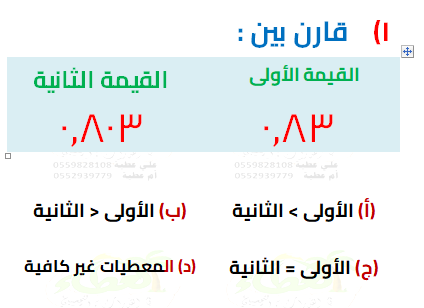 ١) قارن بين :
القيمة الأولى القيمة الثانية
٠,٨٣ ٠,٨٠٣
علي عطية 0559828108 علي عطية 0559828108
أم عطية 0552939779 أم عطية 0552939779
(أ) الأولى > الثانية (ب) الأولى < الثانية
(ج) الأولى = الثانية (د) المعطيات غير كافية